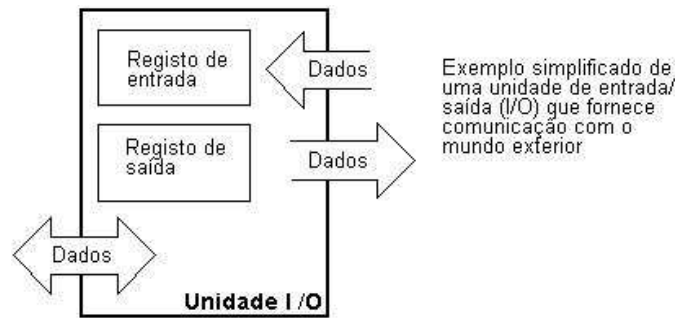 Registo de
entrada
Dados
Registo de
saída
Dados
Dados
Unidade I/O
Exemplo simplificado de
uma unidade de entrada/
saída (I/O) que fornece
comunicação com o
mundo exferior